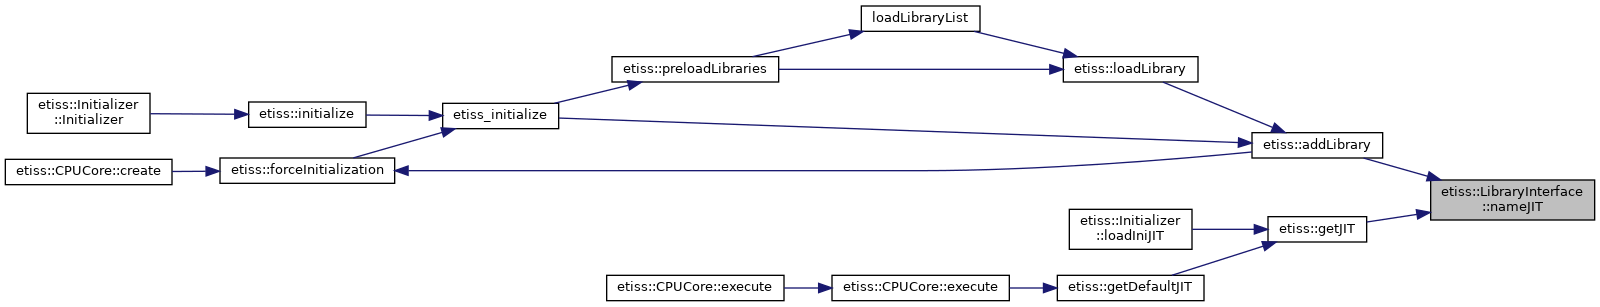 loadLibraryList
etiss::preloadLibraries
etiss::loadLibrary
etiss::Initializer
::Initializer
etiss::initialize
etiss_initialize
etiss::addLibrary
etiss::CPUCore::create
etiss::forceInitialization
etiss::LibraryInterface
::nameJIT
etiss::Initializer
::loadIniJIT
etiss::getJIT
etiss::CPUCore::execute
etiss::CPUCore::execute
etiss::getDefaultJIT